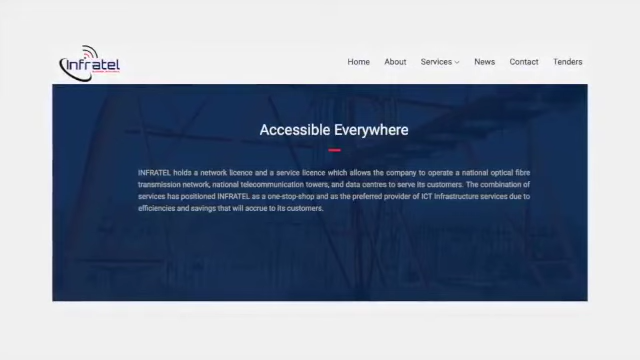 infratel
Home About Services News Contact Tenders
Accessible Everywhere
INFRATEL holds a network licence and a service licence which allows the company to operate a national optical fibre
transmission network, national telecommunication towers, and data centres to serve its customers. The combination of
services has positioned INFRATEL as a one-stop-shop and as the preferred provider of ICT Infrastructure services due to
efficiencies and savings that will accrue to its customers.